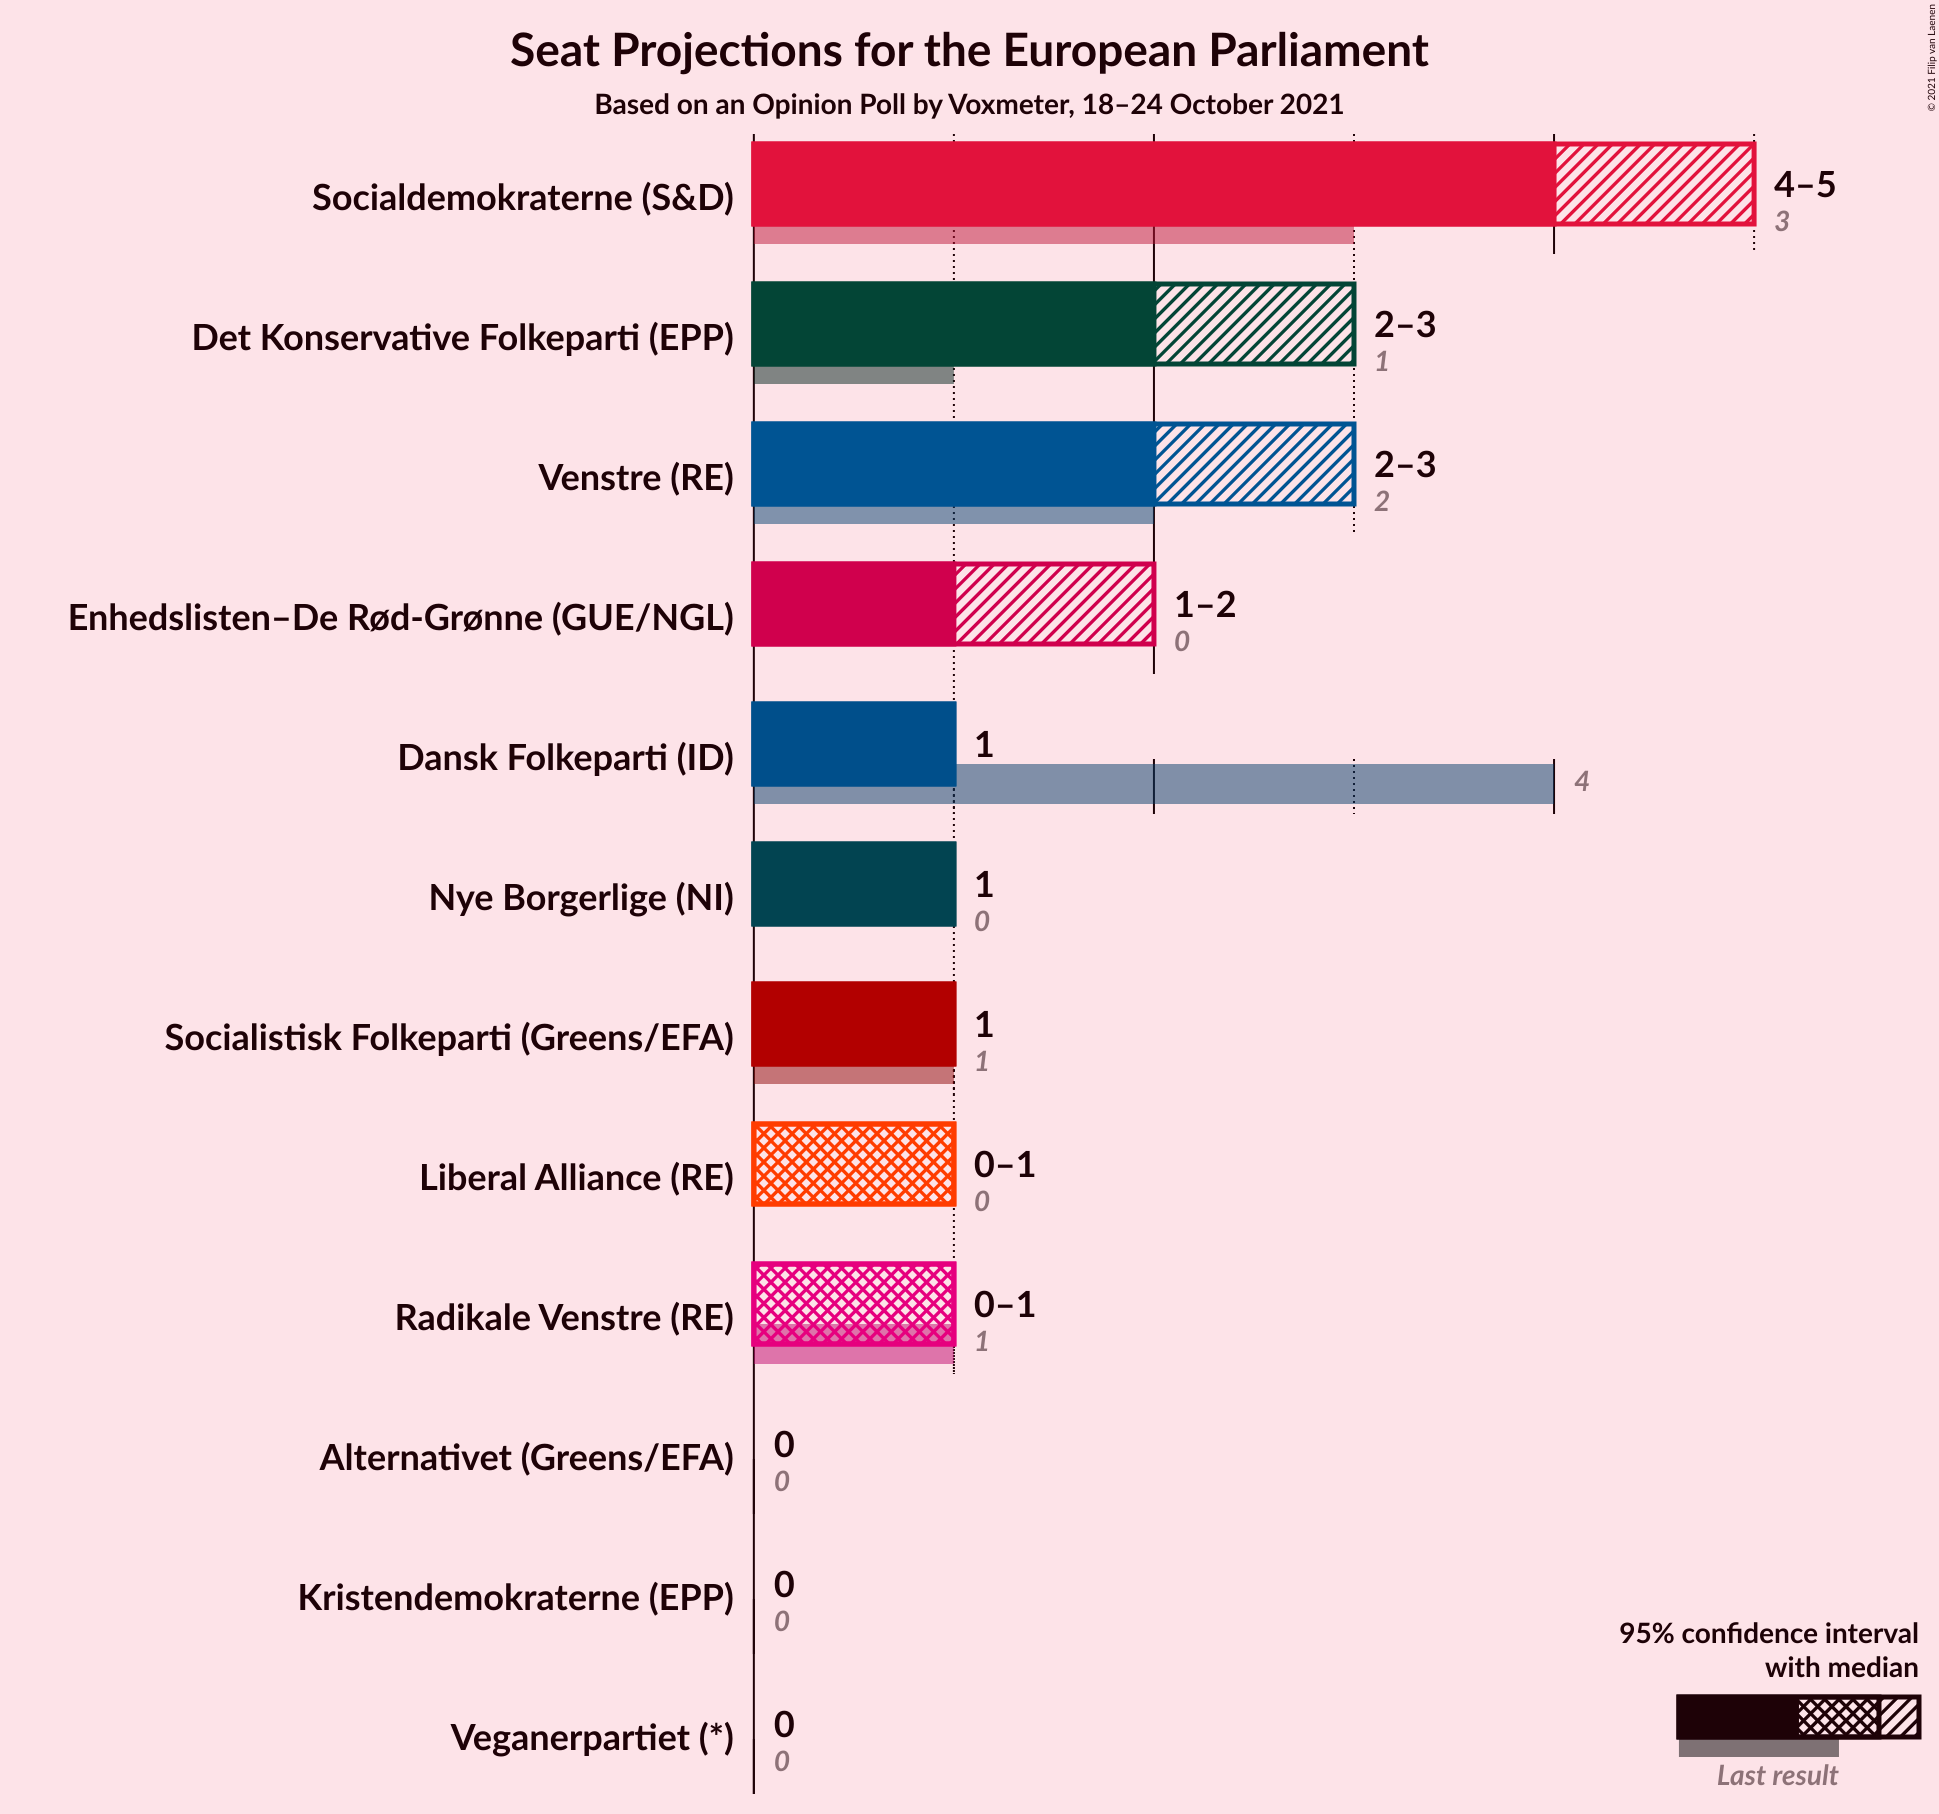 Seat Projections for the European Parliament
Based on an Opinion Poll by Voxmeter, 18–24 October 2021
© 2021 Filip van Laenen
Socialdemokraterne (S&D)
4–5
3
Det Konservative Folkeparti (EPP)
2–3
1
Venstre (RE)
2–3
2
Enhedslisten–De Rød-Grønne (GUE/NGL)
1–2
0
Dansk Folkeparti (ID)
1
4
Nye Borgerlige (NI)
1
0
Socialistisk Folkeparti (Greens/EFA)
1
1
Liberal Alliance (RE)
0–1
0
Radikale Venstre (RE)
0–1
1
Alternativet (Greens/EFA)
0
0
Kristendemokraterne (EPP)
0
0
Veganerpartiet (*)
0
0
95% confidence interval
with median
Last result